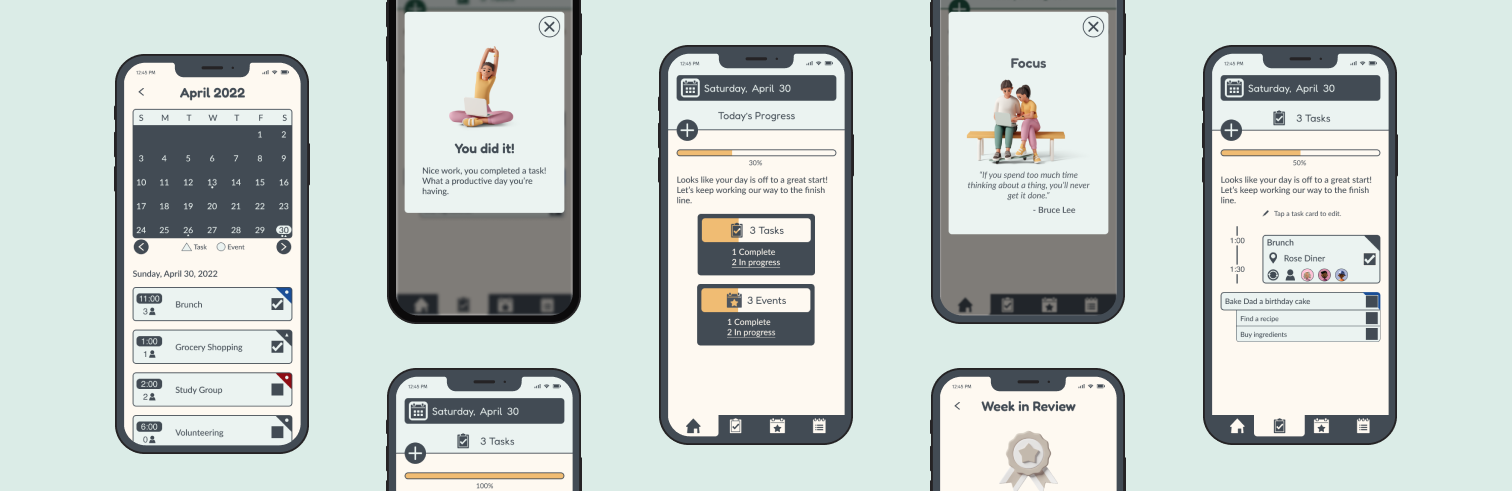 12:45 PM
April 2022
S M T W T F S
1 2
3 4 5 6 7 8 9
10 11 12 13 14 15 16
17 18 19 20 21 22 23
24 25 26 27 28 29 30
Task Event
Sunday, April 30, 2022
11:00
Brunch
3
1:00
Grocery Shopping
1
2:00
Study Group
2
6:00
Volunteering
0
You did it!
Nice work, you completed a task!
What a productive day you're
having.
12:45 PM
Saturday, April 30
3 Tasks
100%
12:45 PM
Saturday, April 30
Today's Progress
30%
Looks like your day is off to a great start!
Let's keep working our way to the finish
line.
3 Tasks
1 Complete
2 In progress
3 Events
1 Complete
2 In progress
Focus
"If you spend too much time
thinking about a thing, you'll never
get it done."
- Bruce Lee
12:45 PM
Week in Review
12:45 PM
Saturday, April 30
3 Tasks
50%
Looks like your day is off to a great start!
Let's keep working our way to the finish
line.
Tap a task card to edit.
1:00
1:30
Brunch
Rose Diner
Bake Dad a birthday cake
Find a recipe
Buy ingredients